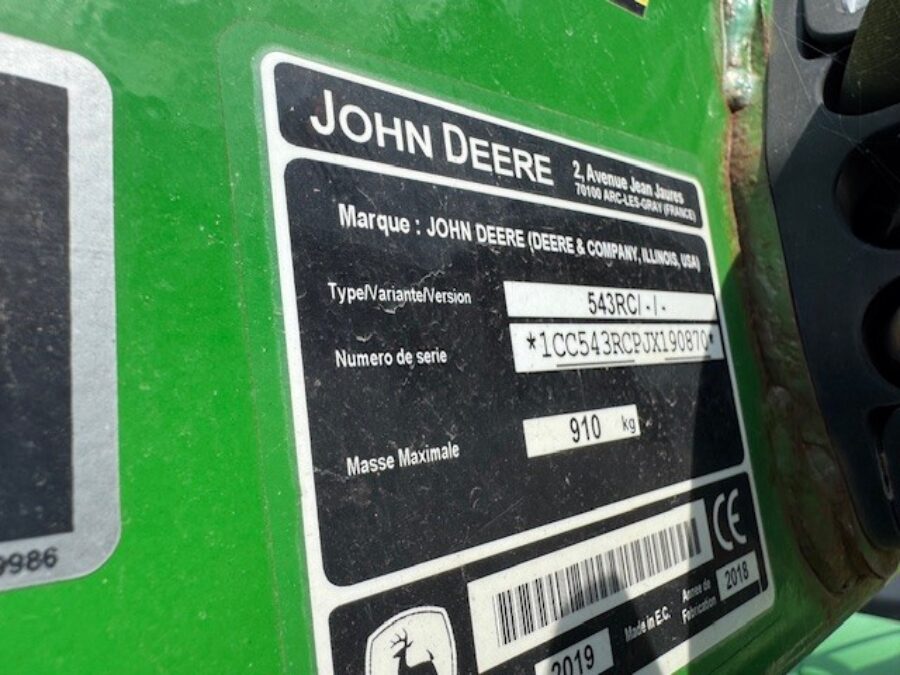 JOHN DEERE
2, Avenue Jean Jaures
70100 ARC-LES-GRAY (FRANCE)
Marque : JOHN DEERE (DEERE & COMPANY, ILLINOIS, USA)
Type/Variante/Version 543RC/ - / -
Numero de serie *1CC543RCPJX190870*
Masse Maximale 910 kg
CE
Made in E.C.
Annee de Fabrication 2018
2019
9986